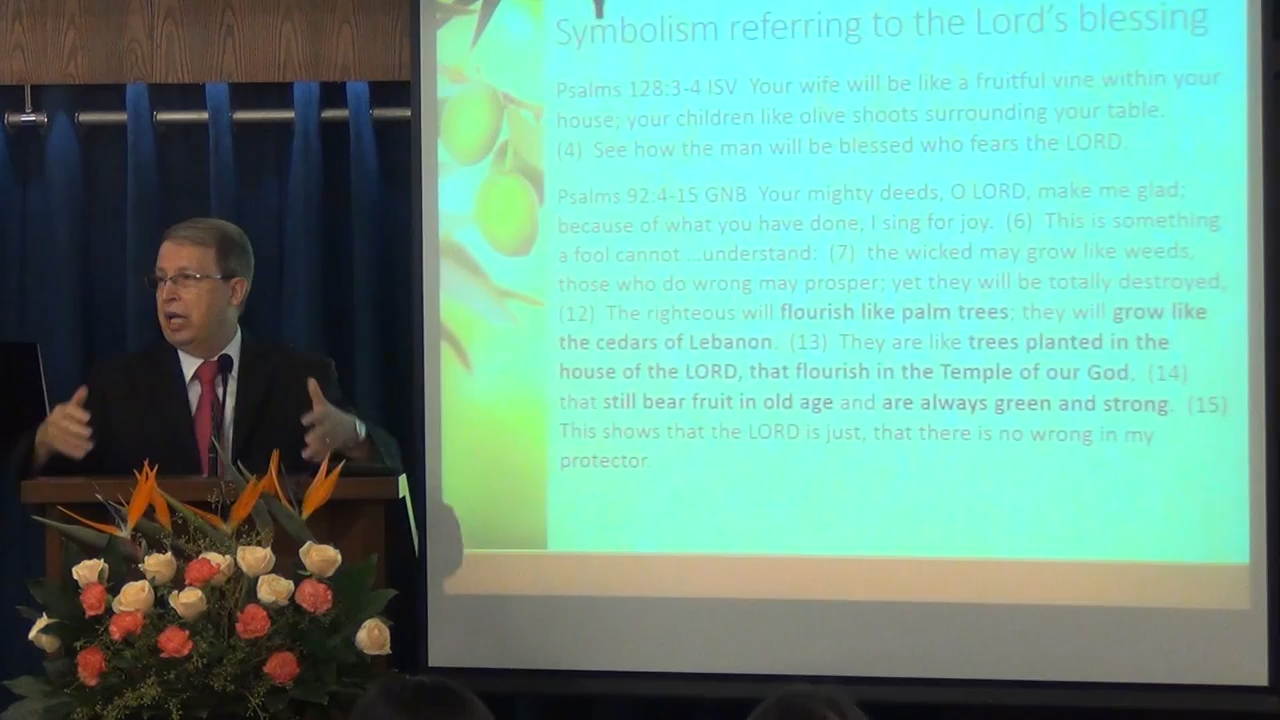 Symbolism referring to the Lord's blessing
Psalms 128:3-4 ISV Your wife will be like a fruitful vine within your
house; your children like olive shoots surrounding your table.
(4) See how the man will be blessed who fears the LORD.
Psalms 92:4-15 GNB Your mighty deeds, O LORD, make me glad;
because of what you have done, I sing for joy. (6) This is something
a fool cannot ...understand: (7) the wicked may grow like weeds,
those who do wrong may prosper; yet they will be totally destroyed,
(12) The righteous will flourish like palm trees; they will grow like
the cedars of Lebanon. (13) They are like trees planted in the
house of the LORD, that flourish in the Temple of our God, (14)
that still bear fruit in old age and are always green and strong. (15)
This shows that the LORD is just, that there is no wrong in my
protector.